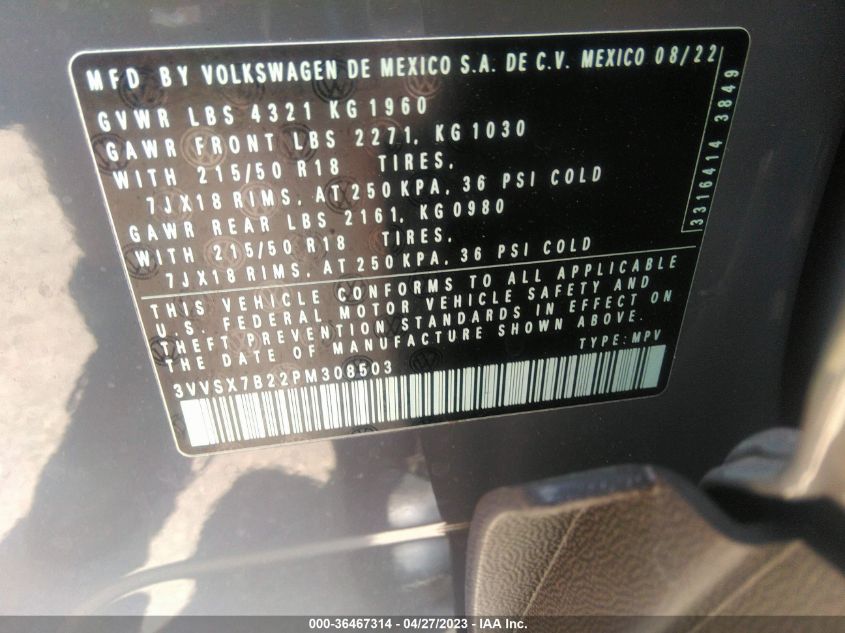 MFD BY VOLKSWAGEN DE MEXICO S.A. DE C.V. MEXICO 08/22
GVWR LBS 4321 KG 1960
GAWR FRONT LBS 2271, KG 1030
WITH 215/50 R18 TIRES,
7JX18 RIMS, AT 250 KPA, 36 PSI COLD
GAWR REAR LBS 2161, KG0980
WITH 215/50 R18 TIRES,
7JX18 RIMS, AT 250KPA, 36 PSI COLD
THIS VEHICLE CONFORMS TO ALL APPLICABLE
U.S. FEDERAL MOTOR VEHICLE SAFETY AND
THEFT PREVENTION STANDARDS IN EFFECT ON
THE DATE OF MANUFACTURE SHOWN ABOVE.
3VVSX7B22PM308503 TYPE: MPV
3316414 3849
000-36467314 - 04/27/2023 - IAA Inc.